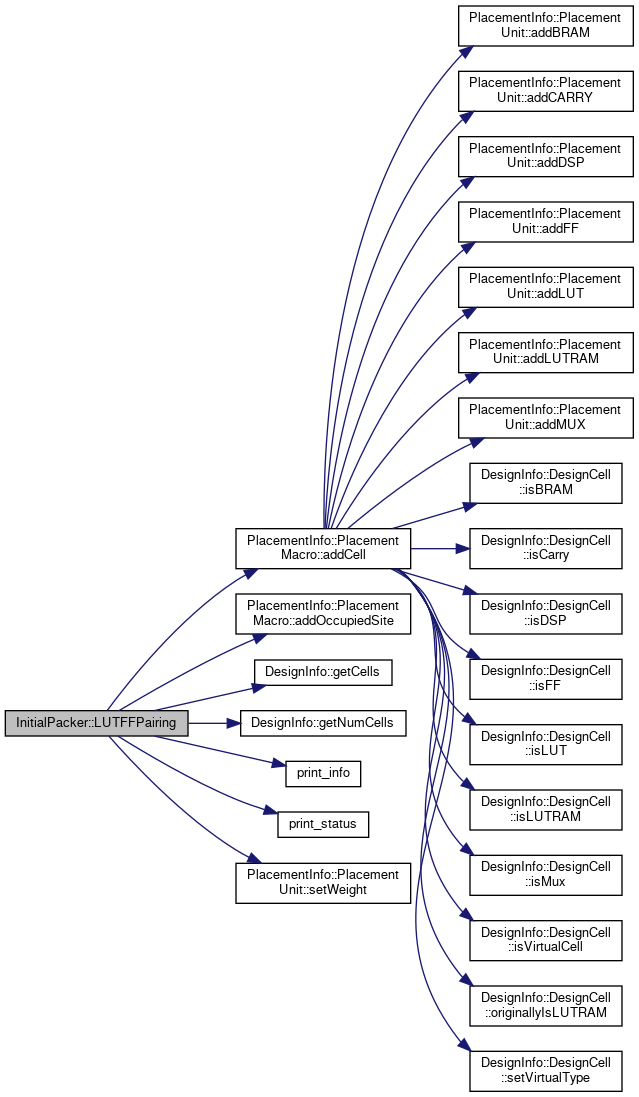 PlacementInfo::Placement
Unit::addBRAM
PlacementInfo::Placement
Unit::addCARRY
PlacementInfo::Placement
Unit::addDSP
PlacementInfo::Placement
Unit::addFF
PlacementInfo::Placement
Unit::addLUT
PlacementInfo::Placement
Unit::addLUTRAM
PlacementInfo::Placement
Unit::addMUX
DesignInfo::DesignCell
::isBRAM
PlacementInfo::Placement
Macro::addCell
DesignInfo::DesignCell
::isCarry
PlacementInfo::Placement
Macro::addOccupiedSite
DesignInfo::DesignCell
::isDSP
DesignInfo::getCells
DesignInfo::DesignCell
::isFF
InitialPacker::LUTFFPairing
DesignInfo::getNumCells
DesignInfo::DesignCell
::isLUT
print_info
DesignInfo::DesignCell
::isLUTRAM
print_status
PlacementInfo::Placement
Unit::setWeight
DesignInfo::DesignCell
::isMux
DesignInfo::DesignCell
::isVirtualCell
DesignInfo::DesignCell
::originallyIsLUTRAM
DesignInfo::DesignCell
::setVirtualType